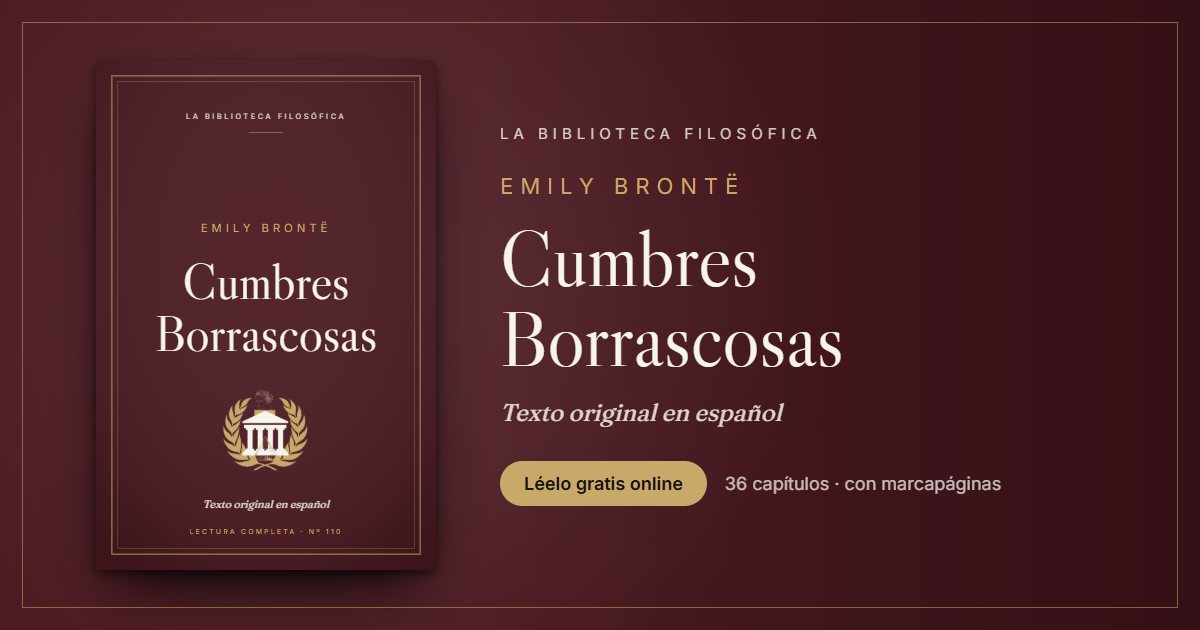 LA BIBLIOTECA FILOSÓFICA
EMILY BRONTË
Cumbres
Borrascosas
Texto original en español
LECTURA COMPLETA · Nº 110
LA BIBLIOTECA FILOSÓFICA
EMILY BRONTË
Cumbres
Borrascosas
Texto original en español
Léelo gratis online
36 capítulos · con marcapáginas